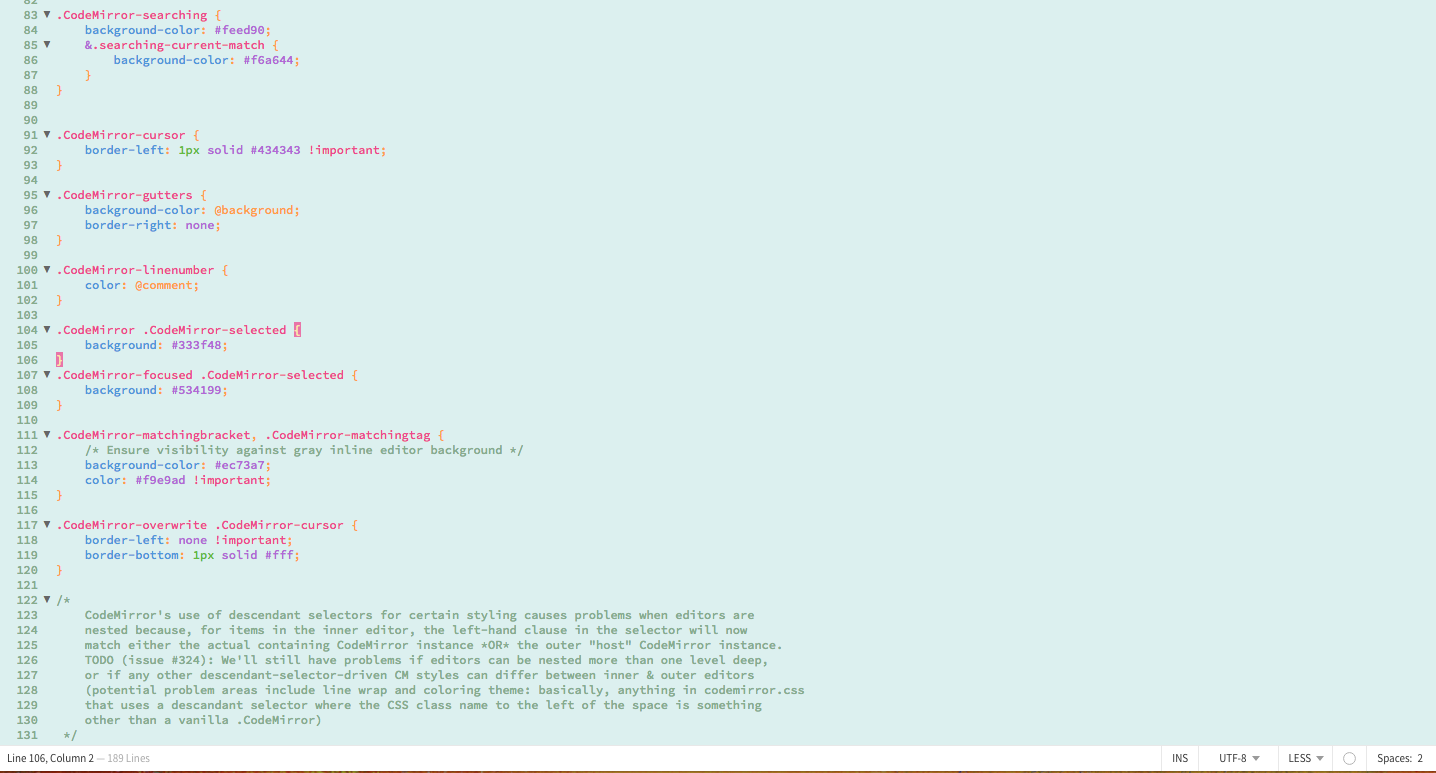 82
83 ▼ .CodeMirror-searching {
84     background-color: #feed90;
85 ▼     &.searching-current-match {
86         background-color: #f6a644;
87     }
88 }
89
90
91 ▼ .CodeMirror-cursor {
92     border-left: 1px solid #434343 !important;
93 }
94
95 ▼ .CodeMirror-gutters {
96     background-color: @background;
97     border-right: none;
98 }
99
100 ▼ .CodeMirror-linenumber {
101     color: @comment;
102 }
103
104 ▼ .CodeMirror .CodeMirror-selected {
105     background: #333f48;
106 }
107 ▼ .CodeMirror-focused .CodeMirror-selected {
108     background: #534199;
109 }
110
111 ▼ .CodeMirror-matchingbracket, .CodeMirror-matchingtag {
112     /* Ensure visibility against gray inline editor background */
113     background-color: #ec73a7;
114     color: #f9e9ad !important;
115 }
116
117 ▼ .CodeMirror-overwrite .CodeMirror-cursor {
118     border-left: none !important;
119     border-bottom: 1px solid #fff;
120 }
121
122 ▼ /*
123     CodeMirror's use of descendant selectors for certain styling causes problems when editors are
124     nested because, for items in the inner editor, the left-hand clause in the selector will now
125     match either the actual containing CodeMirror instance *OR* the outer "host" CodeMirror instance.
126     TODO (issue #324): We'll still have problems if editors can be nested more than one level deep,
127     or if any other descendant-selector-driven CM styles can differ between inner & outer editors
128     (potential problem areas include line wrap and coloring theme: basically, anything in codemirror.css
129     that uses a descandant selector where the CSS class name to the left of the space is something
130     other than a vanilla .CodeMirror)
131  */
Line 106, Column 2 — 189 Lines INS UTF-8 ▼ LESS ▼ Spaces: 2